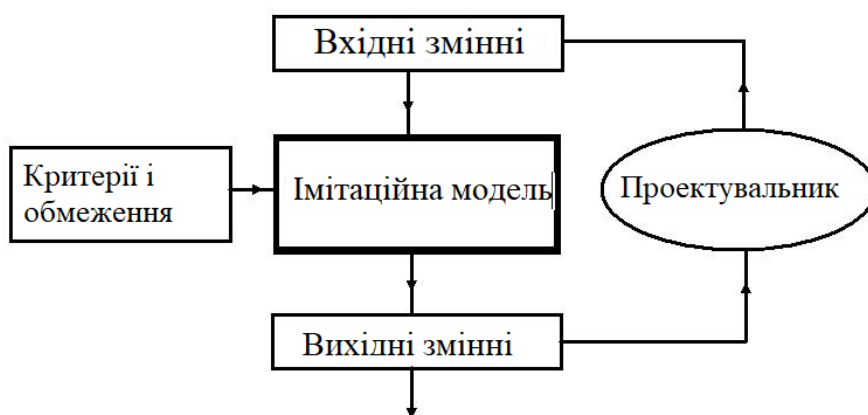 Вхідні змінні
Критерії і
обмеження
Імітаційна модель
Проектувальник
Вихідні змінні